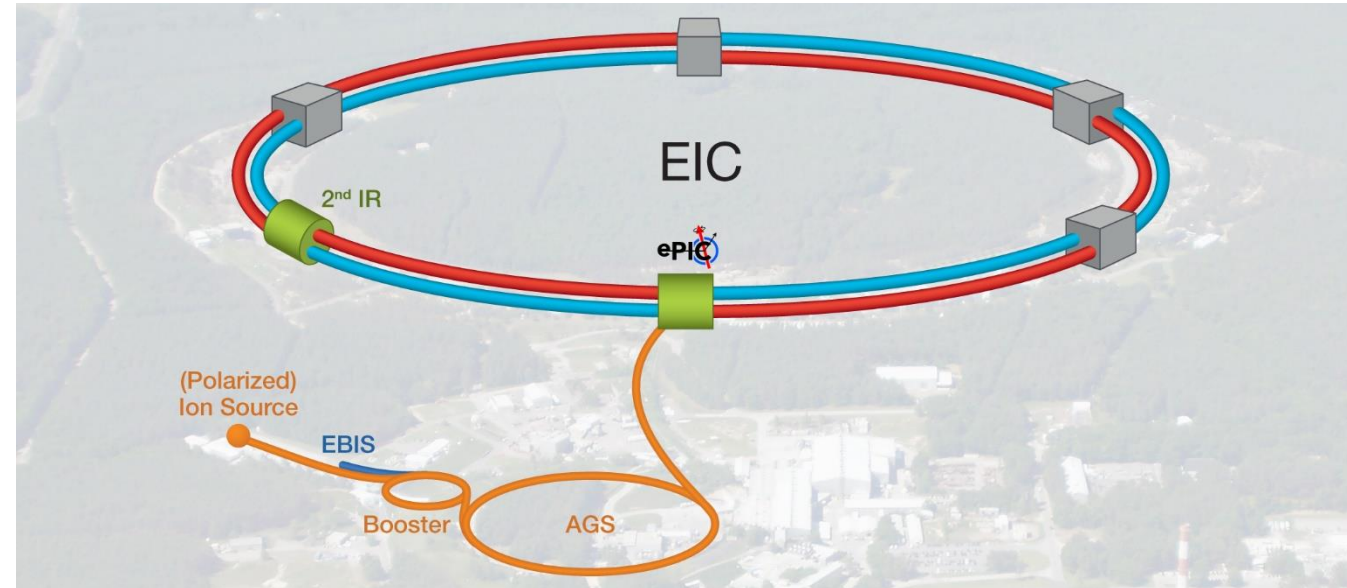 EIC
2nd IR
ePIC
(Polarized)
Ion Source
EBIS
Booster
AGS